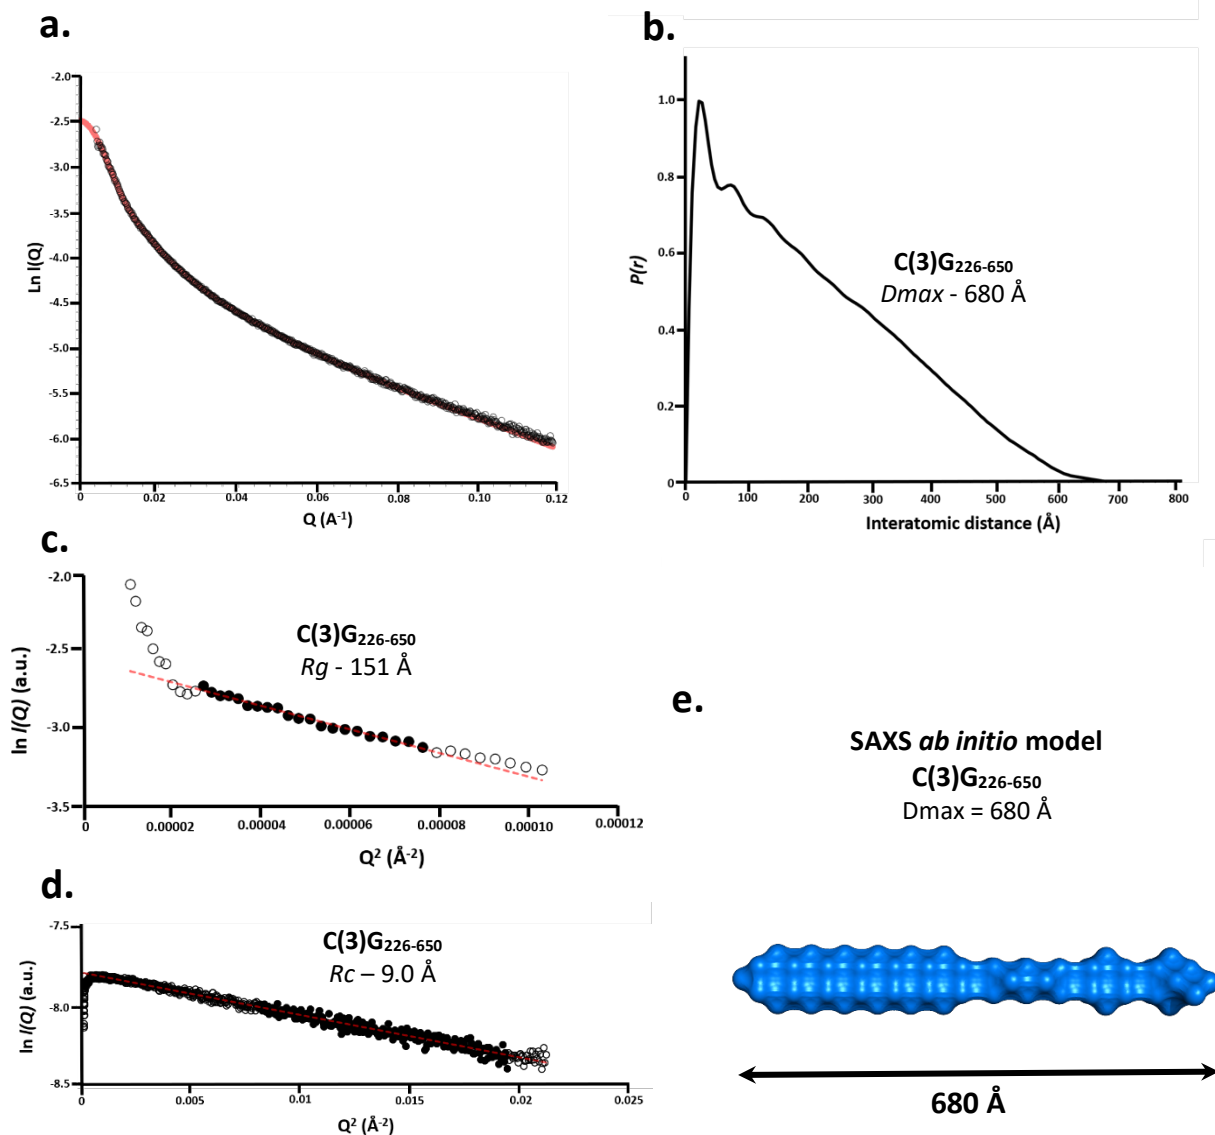 a.
-2.0
-2.5
-3.0
-3.5
-4.0
-4.5
-5.0
-5.5
-6.0
-6.5
Ln I(Q)
0 0.02 0.04 0.06 0.08 0.10 0.12
Q (A⁻¹)
b.
1.0
0.8
0.6
0.4
0.2
0
P(r)
C(3)G₂₂₆₋₆₅₀
Dmax - 680 Å
0 100 200 300 400 500 600 700 800
Interatomic distance (Å)
c.
-2.0
-2.5
-3.0
-3.5
ln I(Q) (a.u.)
C(3)G₂₂₆₋₆₅₀
Rg - 151 Å
0 0.00002 0.00004 0.00006 0.00008 0.00010 0.00012
Q² (Å⁻²)
d.
-7.5
-8.0
-8.5
ln I(Q) (a.u.)
C(3)G₂₂₆₋₆₅₀
Rc – 9.0 Å
0 0.005 0.01 0.015 0.02 0.025
Q² (Å⁻²)
e.
SAXS ab initio model
C(3)G₂₂₆₋₆₅₀
Dmax = 680 Å
680 Å